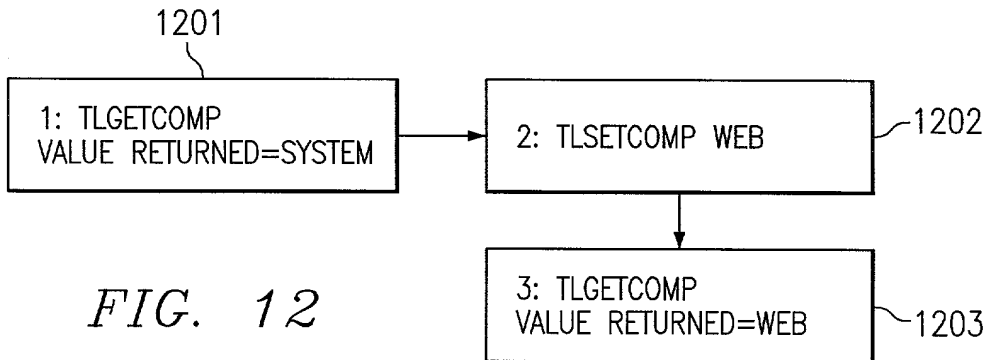 1201
1: TLGETCOMP
VALUE RETURNED=SYSTEM
2: TLSETCOMP WEB
1202
3: TLGETCOMP
VALUE RETURNED=WEB
1203
FIG. 12